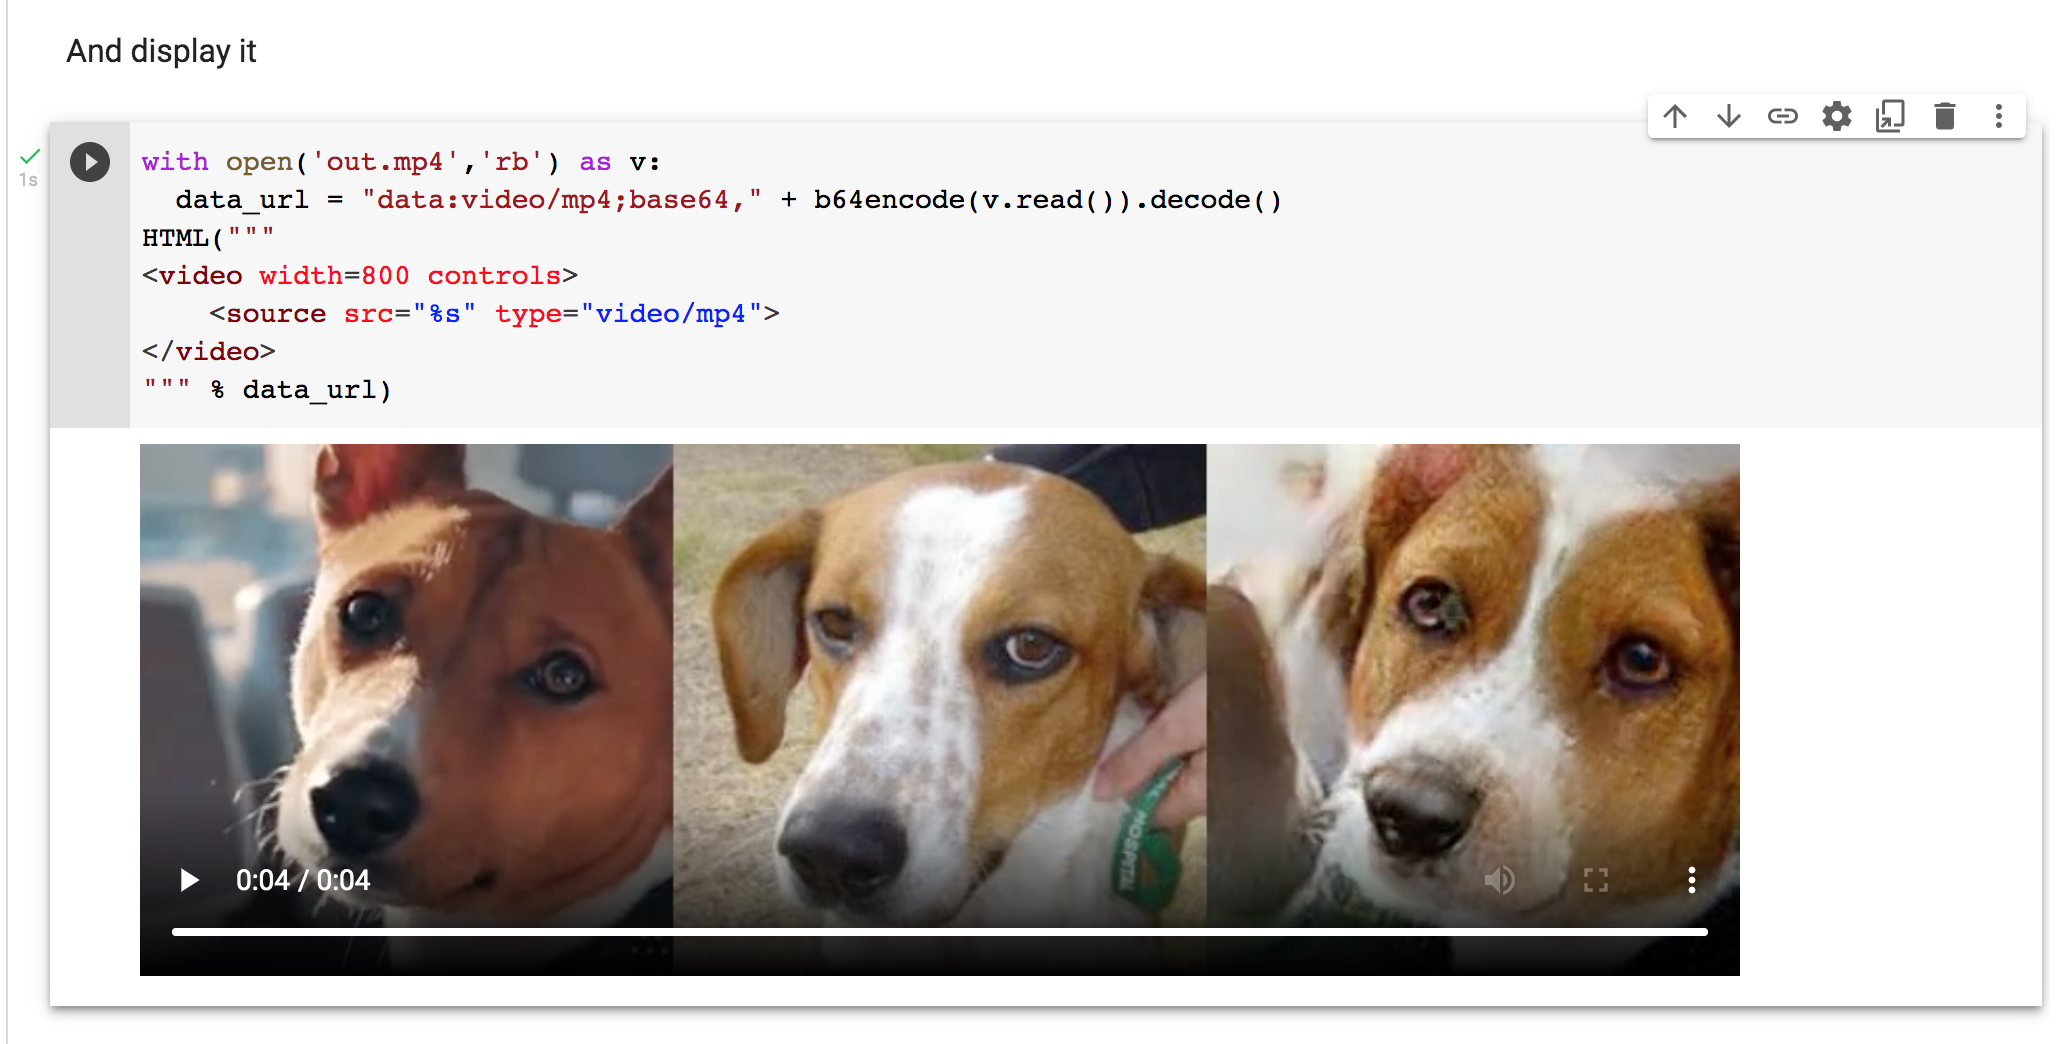 And display it
1s
with open('out.mp4','rb') as v:
  data_url = "data:video/mp4;base64," + b64encode(v.read()).decode()
HTML("""
<video width=800 controls>
    <source src="%s" type="video/mp4">
</video>
""" % data_url)
HOSPITAL
0:04 / 0:04